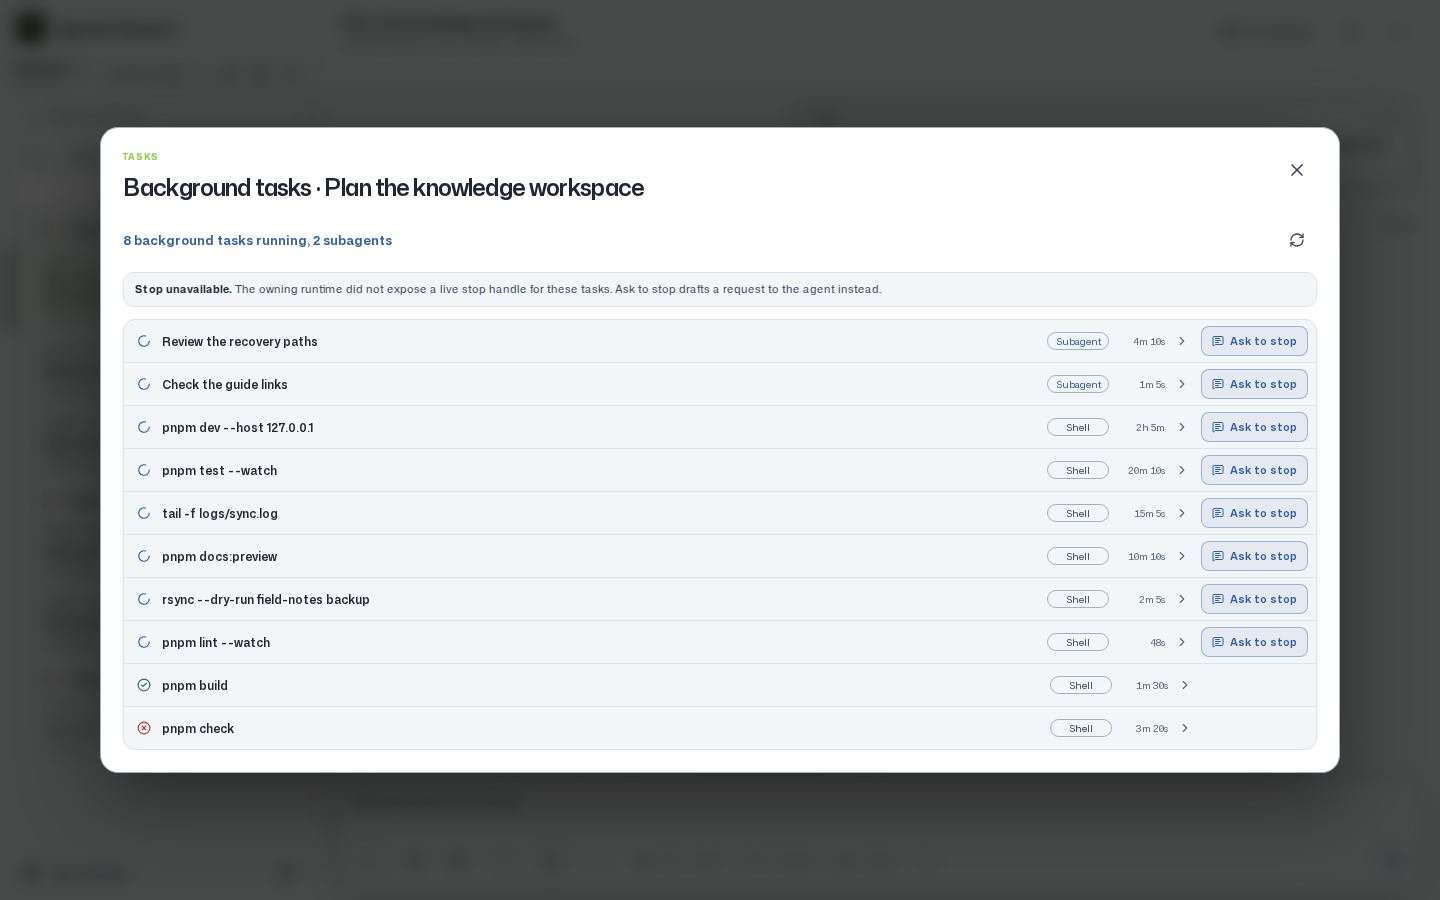 TASKS
Background tasks · Plan the knowledge workspace
8 background tasks running, 2 subagents
Stop unavailable. The owning runtime did not expose a live stop handle for these tasks. Ask to stop drafts a request to the agent instead.
Review the recovery paths Subagent 4m 10s Ask to stop
Check the guide links Subagent 1m 5s Ask to stop
pnpm dev --host 127.0.0.1 Shell 2h 5m Ask to stop
pnpm test --watch Shell 20m 10s Ask to stop
tail -f logs/sync.log Shell 15m 5s Ask to stop
pnpm docs:preview Shell 10m 10s Ask to stop
rsync --dry-run field-notes backup Shell 2m 5s Ask to stop
pnpm lint --watch Shell 48s Ask to stop
pnpm build Shell 1m 30s
pnpm check Shell 3m 20s